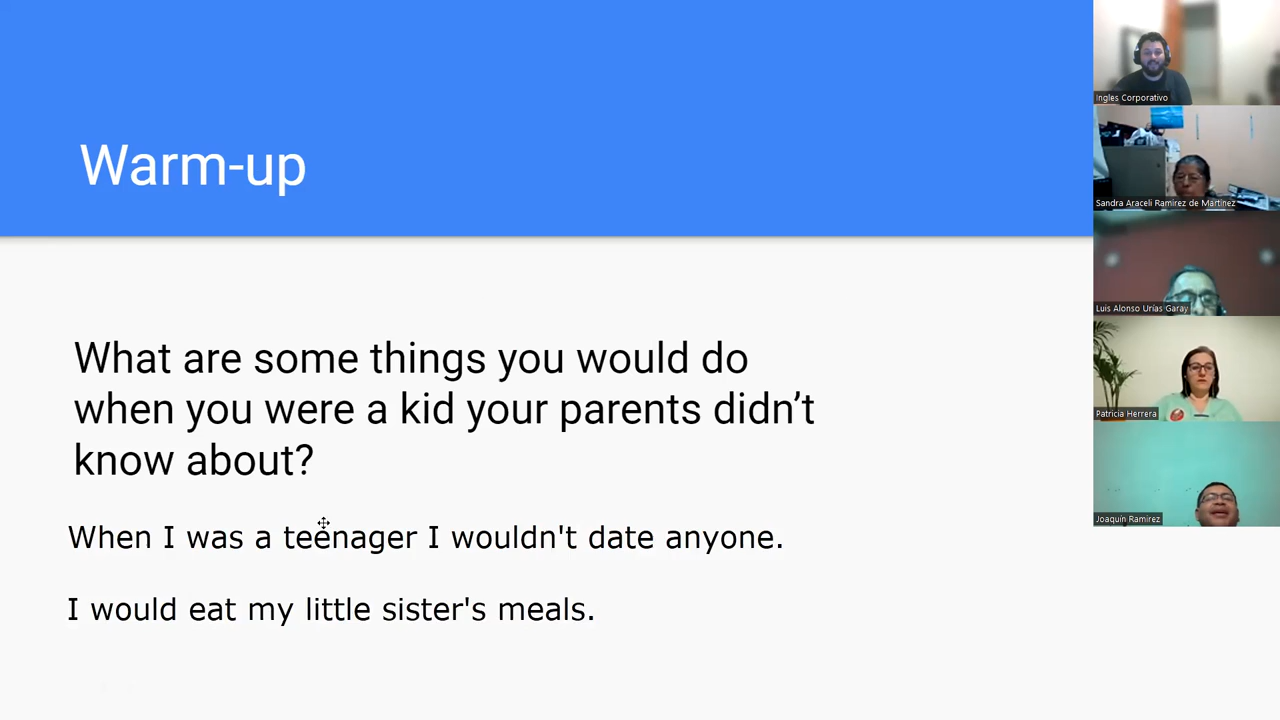 Warm-up
What are some things you would do
when you were a kid your parents didn’t
know about?
When I was a teenager I wouldn't date anyone.
I would eat my little sister's meals.
Ingles Corporativo
Sandra Araceli Ramirez de Martinez
Luis Alonso Urías Garay
Patricia Herrera
Joaquín Ramirez